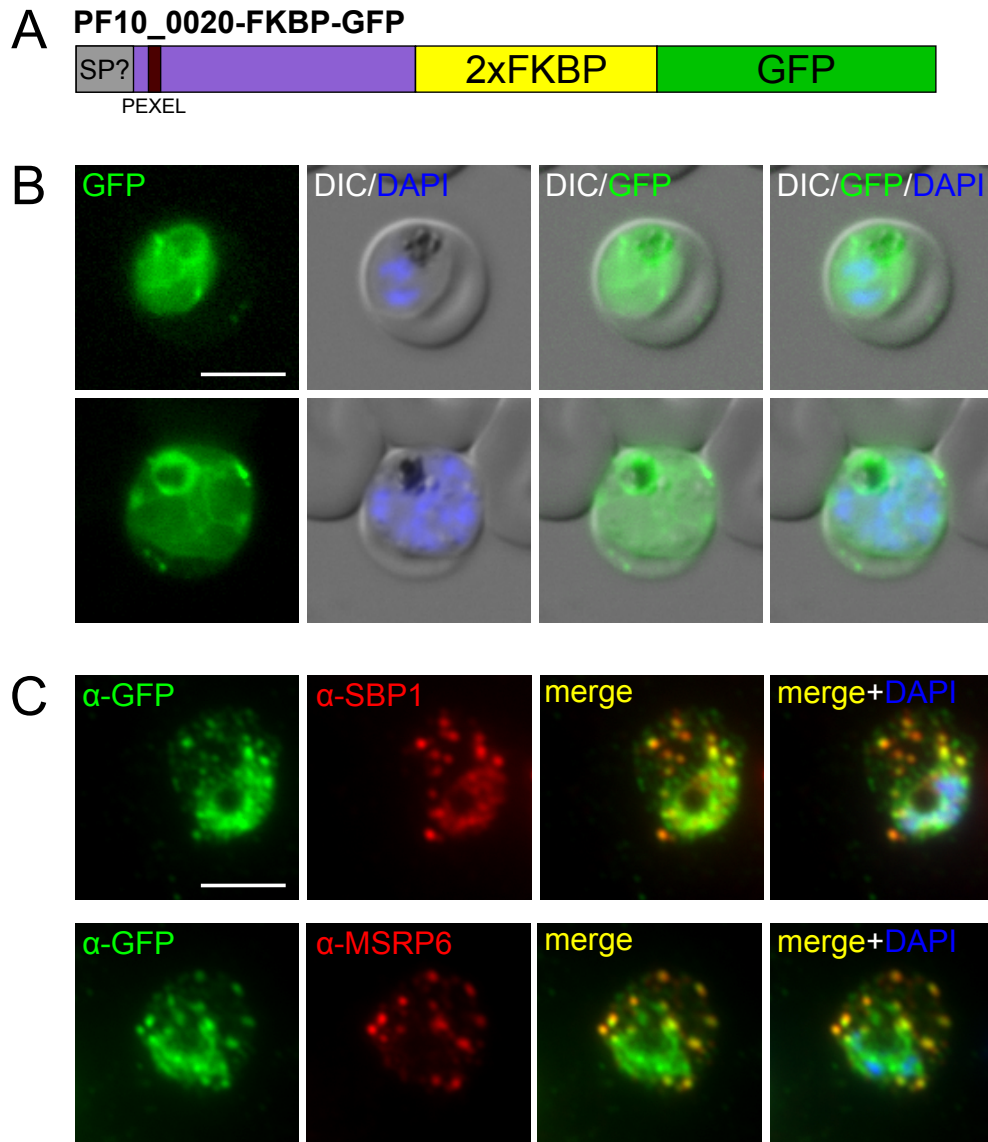 A
PF10_0020-FKBP-GFP
SP?
2xFKBP
GFP
PEXEL
B
GFP
DIC/DAPI
DIC/GFP
DIC/GFP/DAPI
C
α-GFP
α-SBP1
merge
merge+DAPI
α-GFP
α-MSRP6
merge
merge+DAPI